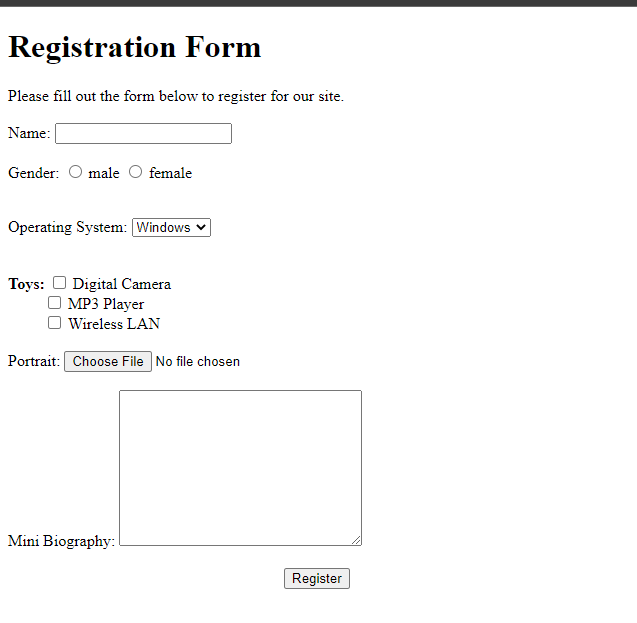 Registration Form
Please fill out the form below to register for our site.
Name:
Gender: male female
Operating System: Windows
Toys: Digital Camera
MP3 Player
Wireless LAN
Portrait: Choose File No file chosen
Mini Biography:
Register